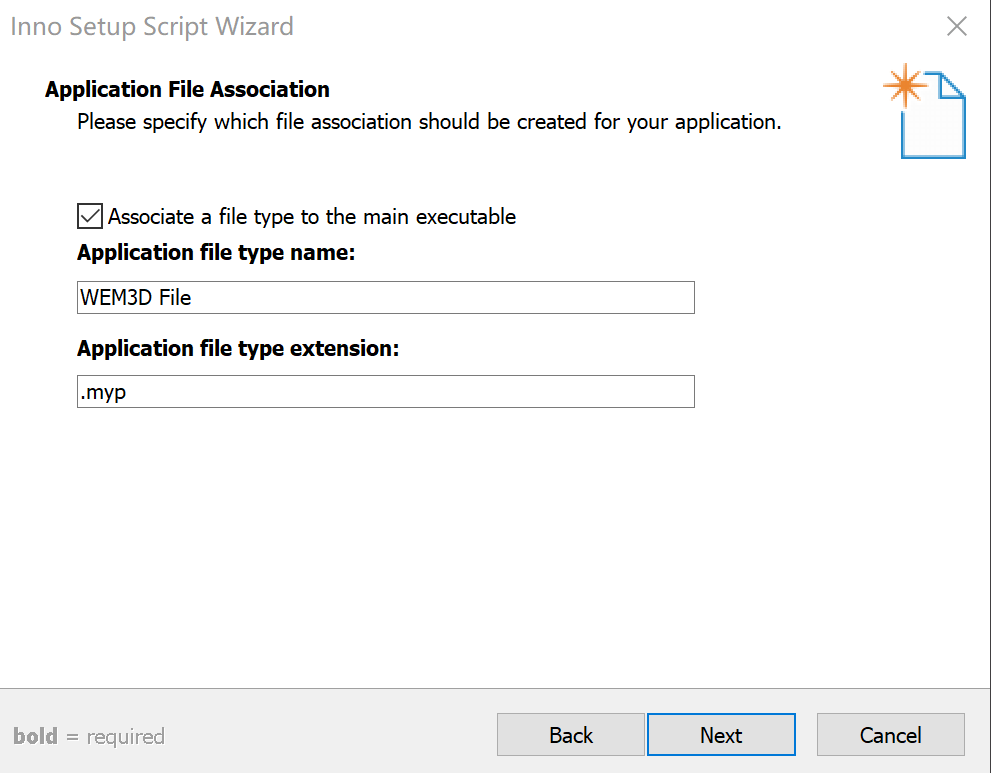 Inno Setup Script Wizard
Application File Association
Please specify which file association should be created for your application.
Associate a file type to the main executable
Application file type name:
WEM3D File
Application file type extension:
.myp
bold = required
Back
Next
Cancel